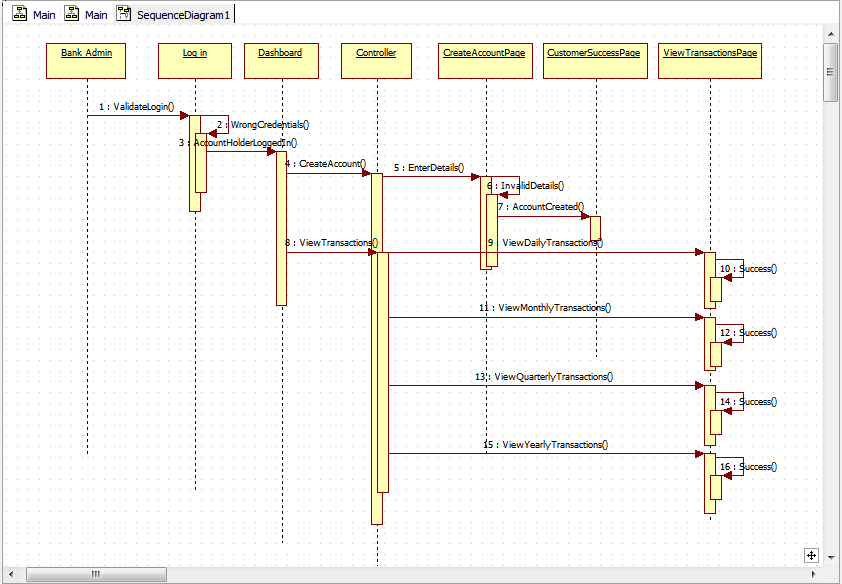 Main Main SequenceDiagram1
Bank Admin Log in Dashboard Controller CreateAccountPage CustomerSuccessPage ViewTransactionsPage
1 : ValidateLogin()
2 : WrongCredentials()
3 : AccountHolderLoggedIn()
4 : CreateAccount()
5 : EnterDetails()
6 : InvalidDetails()
7 : AccountCreated()
8 : ViewTransactions()
9 : ViewDailyTransactions()
10 : Success()
11 : ViewMonthlyTransactions()
12 : Success()
13 : ViewQuarterlyTransactions()
14 : Success()
15 : ViewYearlyTransactions()
16 : Success()